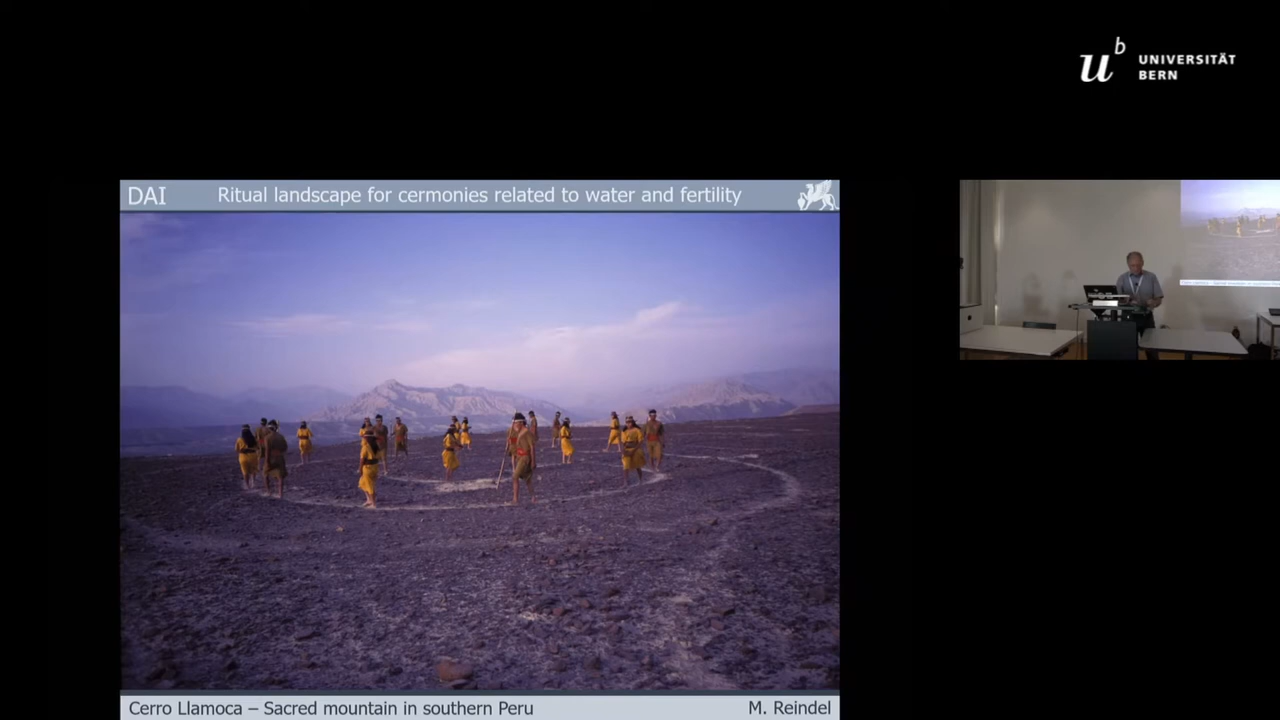 u^b UNIVERSITÄT
BERN
DAI Ritual landscape for cermonies related to water and fertility
Cerro Llamoca – Sacred mountain in southern Peru M. Reindel